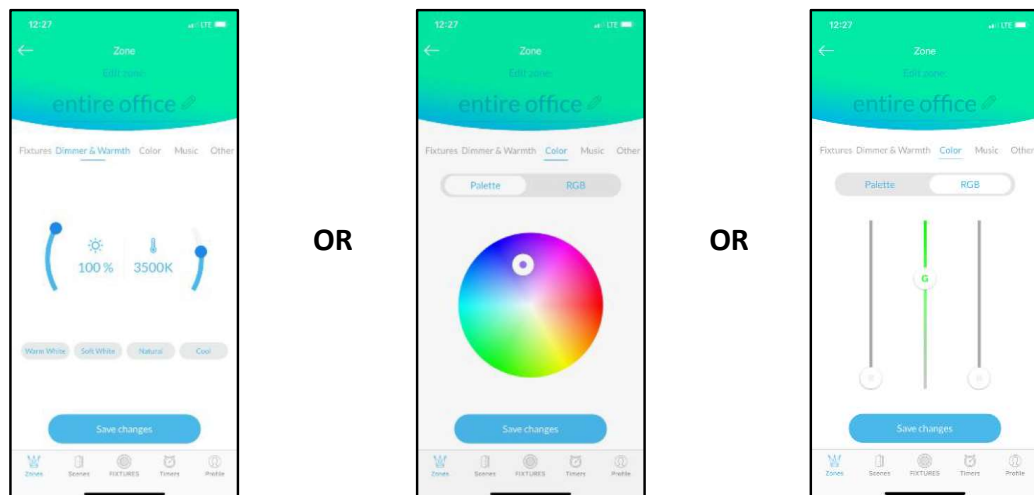 12:27
LTE
Zone
Edit zone
entire office
Fixtures Dimmer & Warmth Color Music Other
100 %
3500K
Warm White Soft White Natural Cool
Save changes
Zones Scenes FIXTURES Timers Profile
OR
12:27
LTE
Zone
Edit zone
entire office
Fixtures Dimmer & Warmth Color Music Other
Palette RGB
Save changes
Zones Scenes FIXTURES Timers Profile
OR
12:27
LTE
Zone
Edit zone
entire office
Fixtures Dimmer & Warmth Color Music Other
Palette RGB
G
Save changes
Zones Scenes FIXTURES Timers Profile